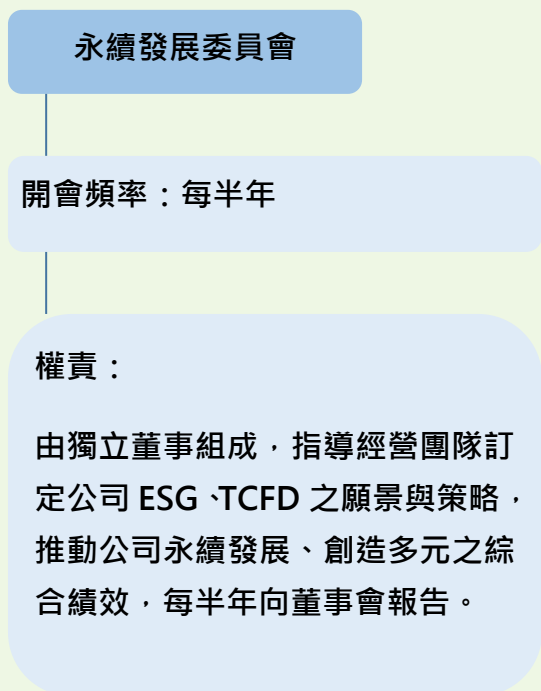 永續發展委員會
開會頻率：每半年
權責：
由獨立董事組成，指導經營團隊訂
定公司 ESG、TCFD 之願景與策略，
推動公司永續發展、創造多元之綜
合績效，每半年向董事會報告。